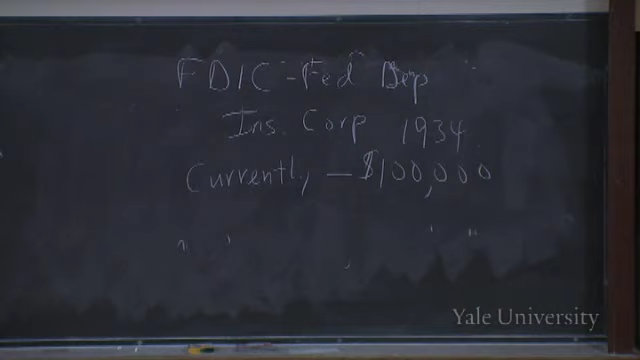 FDIC - Fed Dep
Ins. Corp 1934
Currently - $100,000
Yale University